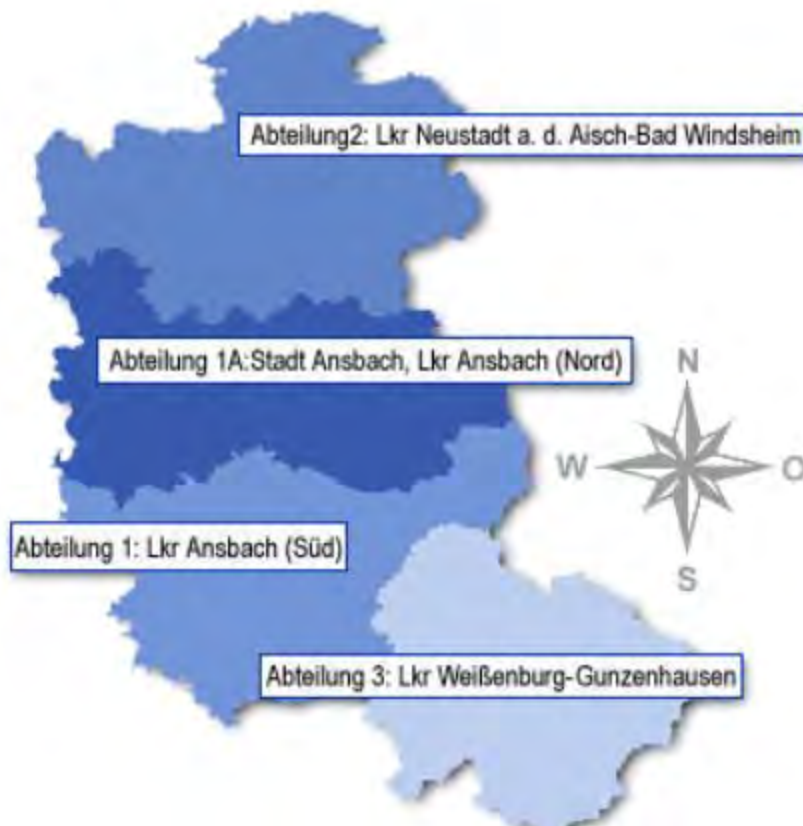 Abteilung2: Lkr Neustadt a. d. Aisch-Bad Windsheim
Abteilung 1A:Stadt Ansbach, Lkr Ansbach (Nord)
N
W
O
S
Abteilung 1: Lkr Ansbach (Süd)
Abteilung 3: Lkr Weißenburg-Gunzenhausen